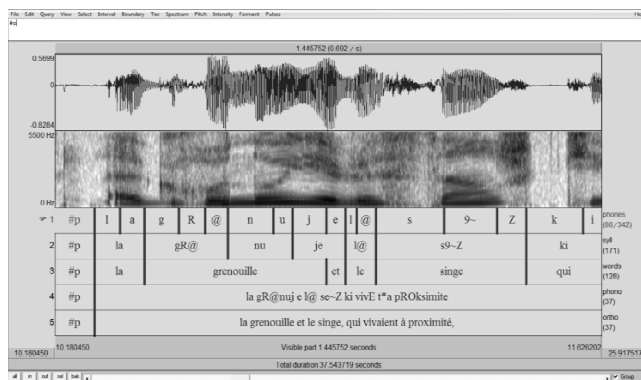 File Edit Query View Select Interval Boundary Tier Spectrum Pitch Intensity Formant Pulses
#p
1.445752 (0.692 / s)
0.5699
0
-0.8284
5500 Hz
0 Hz
1 #p l a g R @ n u j e l @ s 9~ Z k i phones (86/342)
2 #p la gR@ nu je l@ s9~Z ki syll (171)
3 #p la grenouille et le singe qui words (128)
4 #p la gR@nuj e l@ se~Z ki vivE t*a pROksimite phono (37)
5 #p la grenouille et le singe, qui vivaient à proximité, ortho (37)
10.180450 Visible part 1.445752 seconds 11.626202
10.180450 25.917517
Total duration 37.543719 seconds
all in out sel bak Group